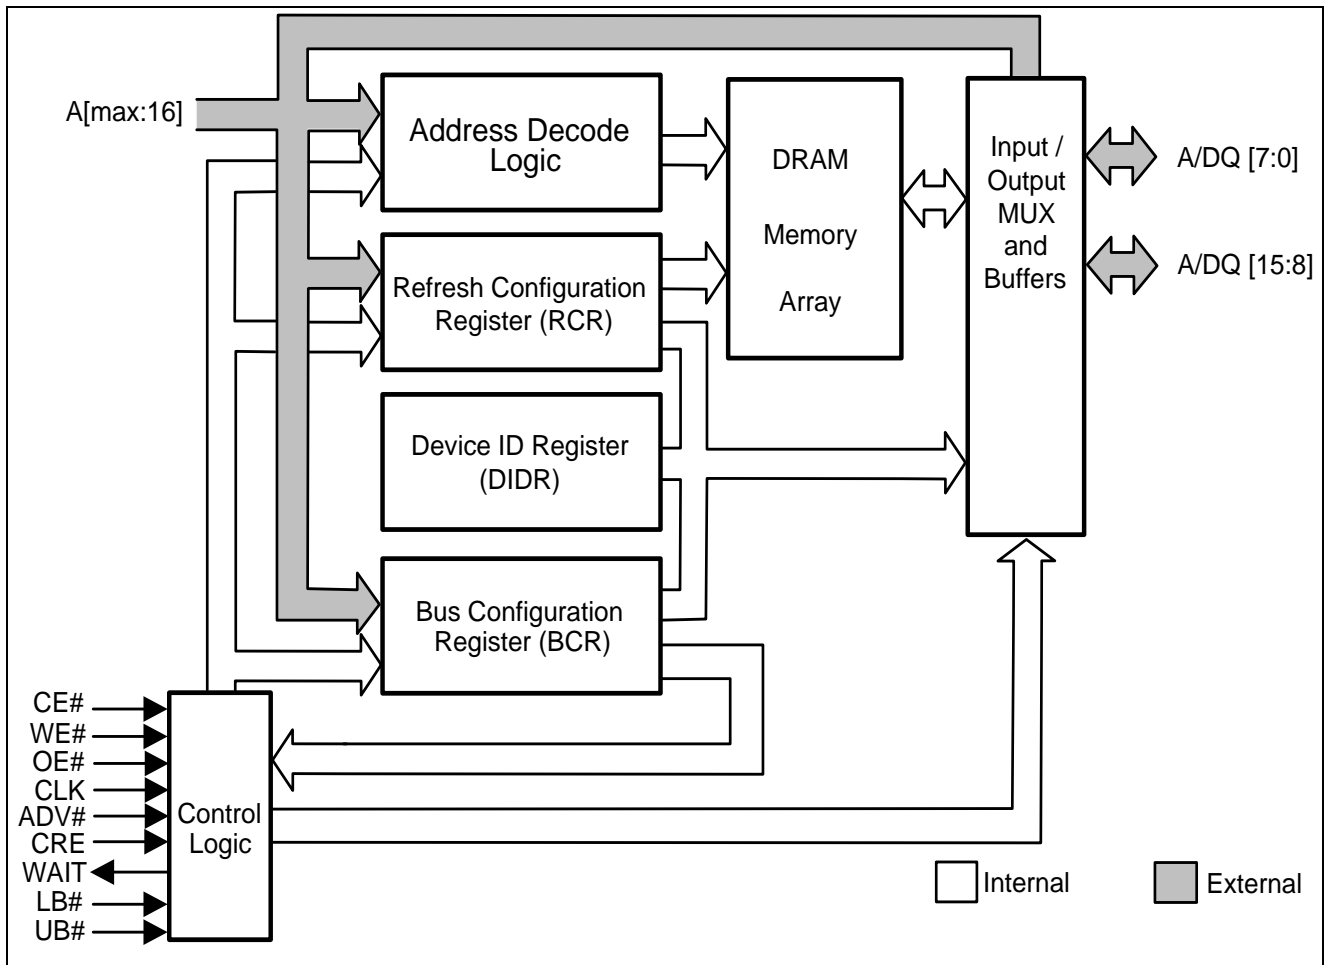 A[max:16]
Address Decode
Logic
DRAM
Memory
Array
Input /
Output
MUX
and
Buffers
A/DQ [7:0]
A/DQ [15:8]
Refresh Configuration
Register (RCR)
Device ID Register
(DIDR)
Bus Configuration
Register (BCR)
CE#
WE#
OE#
CLK
ADV#
CRE
WAIT
LB#
UB#
Control
Logic
Internal
External